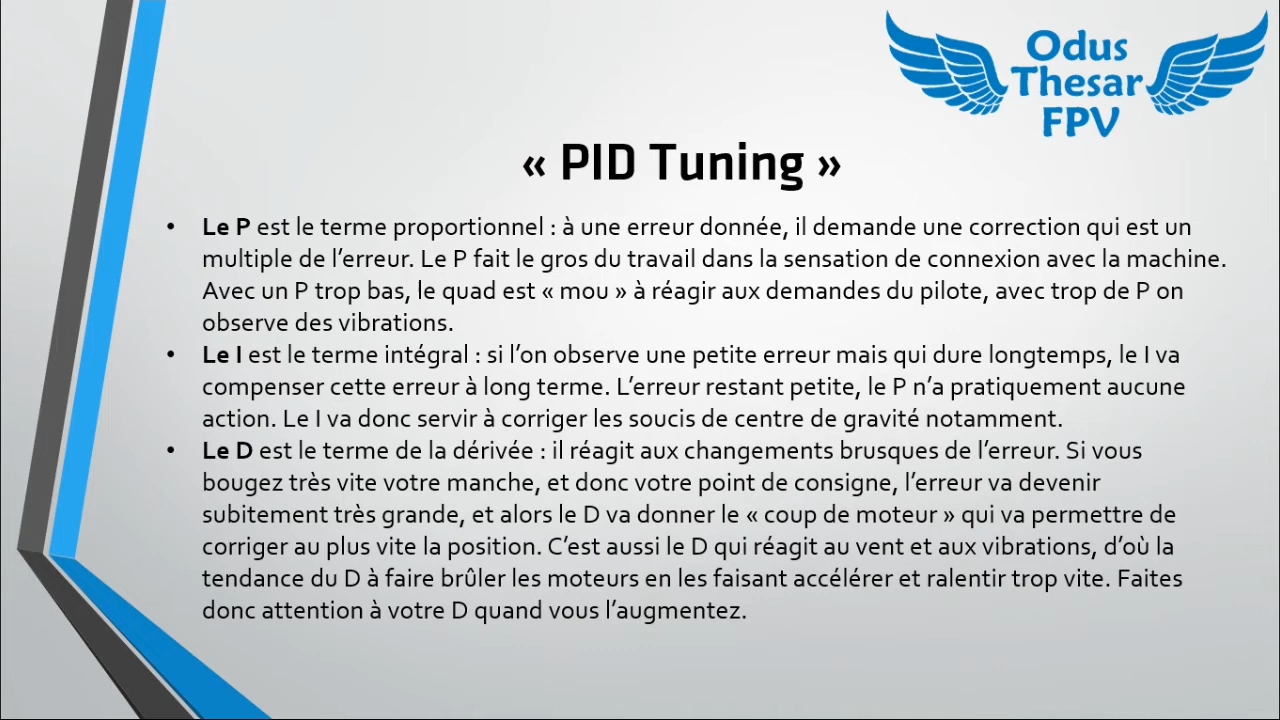 Odus
Thesar
FPV
« PID Tuning »
• Le P est le terme proportionnel : à une erreur donnée, il demande une correction qui est un
multiple de l’erreur. Le P fait le gros du travail dans la sensation de connexion avec la machine.
Avec un P trop bas, le quad est « mou » à réagir aux demandes du pilote, avec trop de P on
observe des vibrations.
• Le I est le terme intégral : si l’on observe une petite erreur mais qui dure longtemps, le I va
compenser cette erreur à long terme. L’erreur restant petite, le P n’a pratiquement aucune
action. Le I va donc servir à corriger les soucis de centre de gravité notamment.
• Le D est le terme de la dérivée : il réagit aux changements brusques de l’erreur. Si vous
bougez très vite votre manche, et donc votre point de consigne, l’erreur va devenir
subitement très grande, et alors le D va donner le « coup de moteur » qui va permettre de
corriger au plus vite la position. C’est aussi le D qui réagit au vent et aux vibrations, d’où la
tendance du D à faire brûler les moteurs en les faisant accélérer et ralentir trop vite. Faites
donc attention à votre D quand vous l’augmentez.